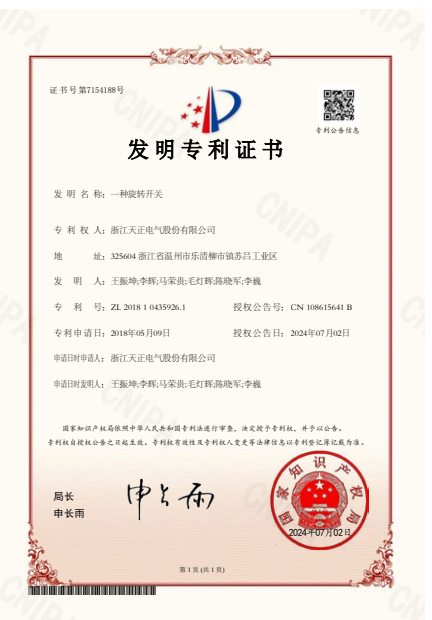 证书号第7154188号
专利公告信息
发明专利证书
发明名称：一种旋转开关
专利权人：浙江天正电气股份有限公司
地址：325604 浙江省温州市乐清柳市镇苏吕工业区
发明人：王振坤;李辉;马荣贵;毛灯辉;陈晓军;李巍
专利号：ZL 2018 1 0435926.1 授权公告号：CN 108615641 B
专利申请日：2018年05月09日 授权公告日：2024年07月02日
申请日时申请人：浙江天正电气股份有限公司
申请日时发明人：王振坤;李辉;马荣贵;毛灯辉;陈晓军;李巍
国家知识产权局依照中华人民共和国专利法进行审查，决定授予专利权，并予以公告。
专利权自授权公告之日起生效。专利权有效性及专利权人变更等法律信息以专利登记簿记载为准。
局长
申长雨
申长雨
国家知识产权局
2024年07月02日
第 1 页 (共 1 页)
CNIPA
CNIPA
CNIPA
CNIPA